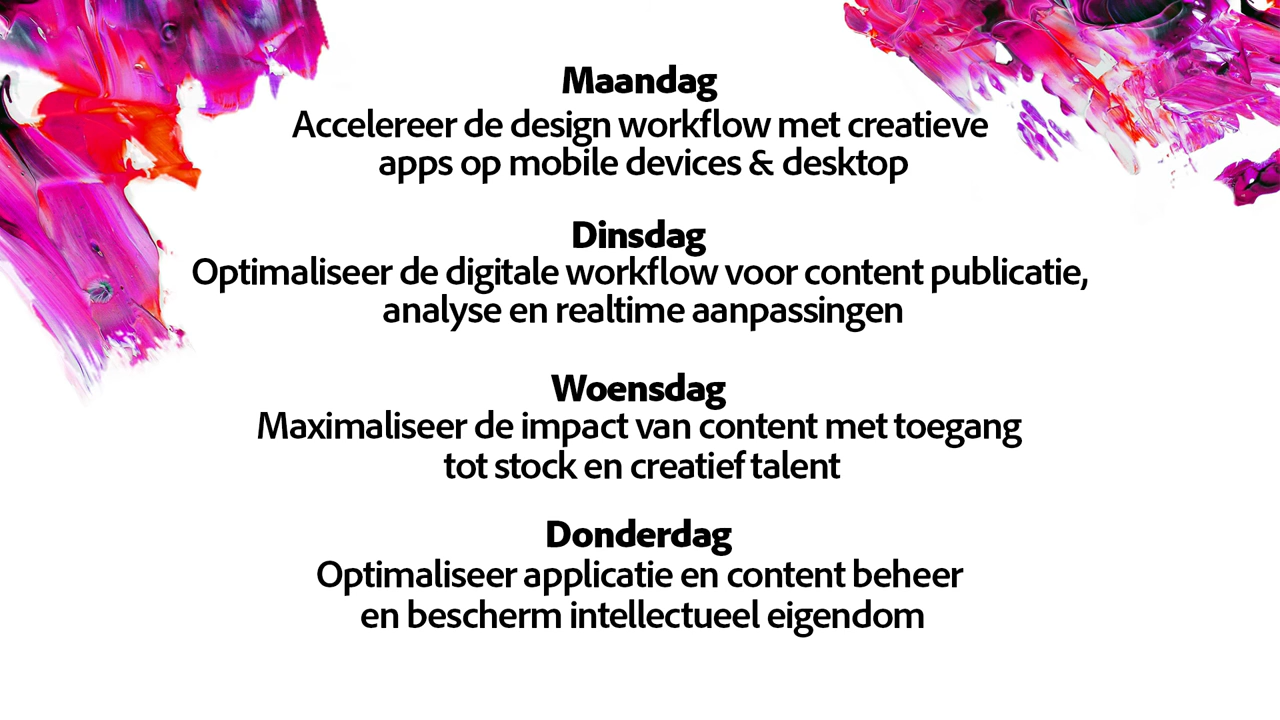 Maandag
Accelereer de design workflow met creatieve
apps op mobile devices & desktop
Dinsdag
Optimaliseer de digitale workflow voor content publicatie,
analyse en realtime aanpassingen
Woensdag
Maximaliseer de impact van content met toegang
tot stock en creatief talent
Donderdag
Optimaliseer applicatie en content beheer
en bescherm intellectueel eigendom